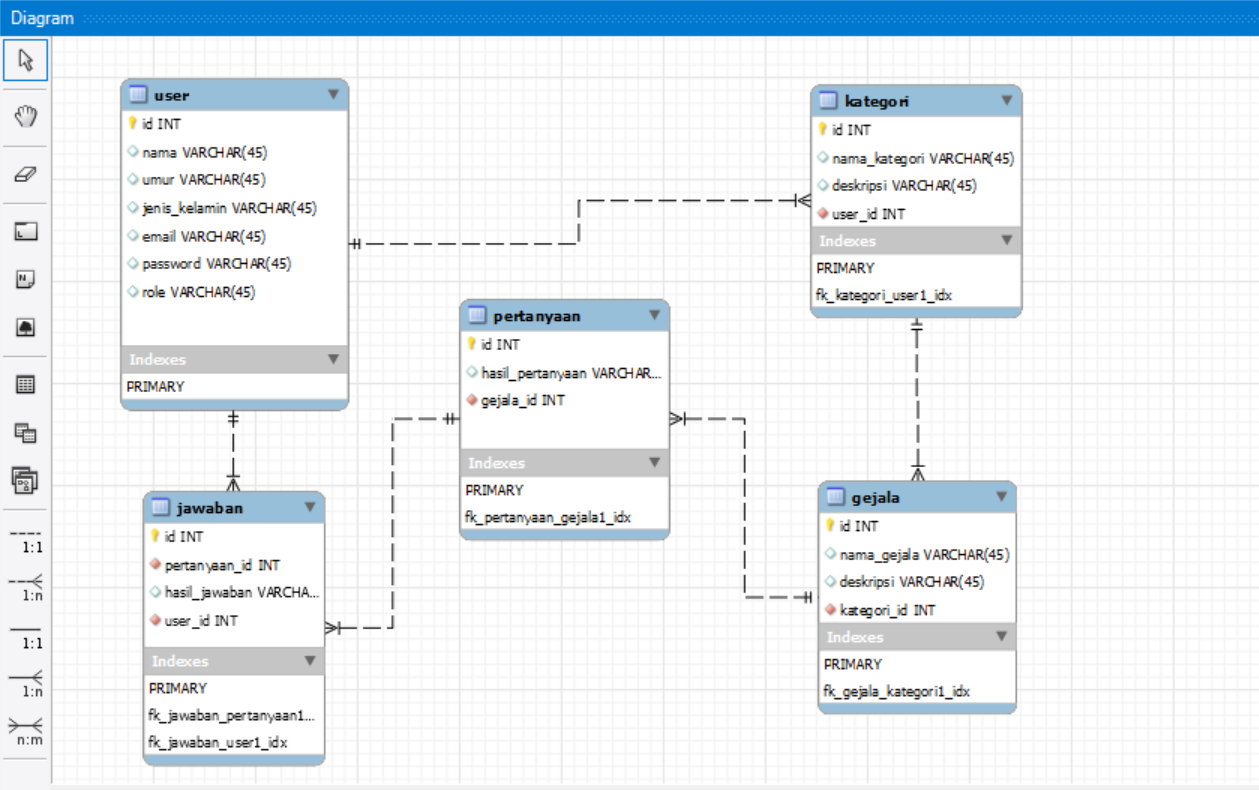 Diagram
user
id INT
nama VARCHAR(45)
umur VARCHAR(45)
jenis_kelamin VARCHAR(45)
email VARCHAR(45)
password VARCHAR(45)
role VARCHAR(45)
Indexes
PRIMARY
kategori
id INT
nama_kategori VARCHAR(45)
deskripsi VARCHAR(45)
user_id INT
Indexes
PRIMARY
fk_kategori_user1_idx
pertanyaan
id INT
hasil_pertanyaan VARCHAR...
gejala_id INT
Indexes
PRIMARY
fk_pertanyaan_gejala1_idx
jawaban
id INT
pertanyaan_id INT
hasil_jawaban VARCHA...
user_id INT
Indexes
PRIMARY
fk_jawaban_pertanyaan1...
fk_jawaban_user1_idx
gejala
id INT
nama_gejala VARCHAR(45)
deskripsi VARCHAR(45)
kategori_id INT
Indexes
PRIMARY
fk_gejala_kategori1_idx
1:1
1:n
1:1
1:n
n:m